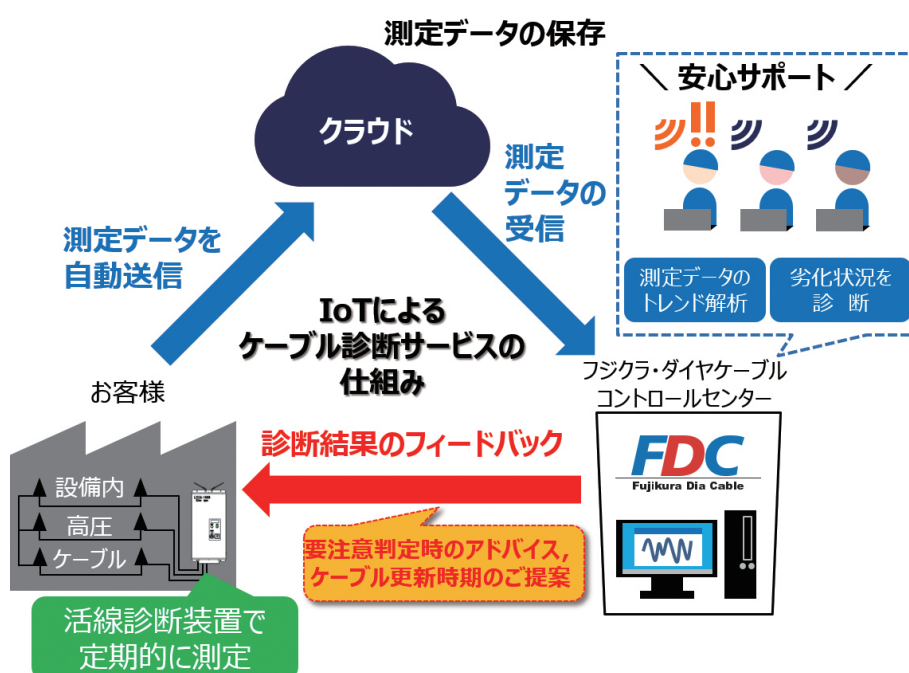 測定データの保存
クラウド
＼ 安心サポート ／
!!
測定データの
トレンド解析
劣化状況を
診 断
測定
データの
受信
測定データを
自動送信
IoTによる
ケーブル診断サービスの
仕組み
お客様
フジクラ・ダイヤケーブル
コントロールセンター
FDC
Fujikura Dia Cable
診断結果のフィードバック
要注意判定時のアドバイス,
ケーブル更新時期のご提案
設備内
高圧
ケーブル
活線診断装置で
定期的に測定